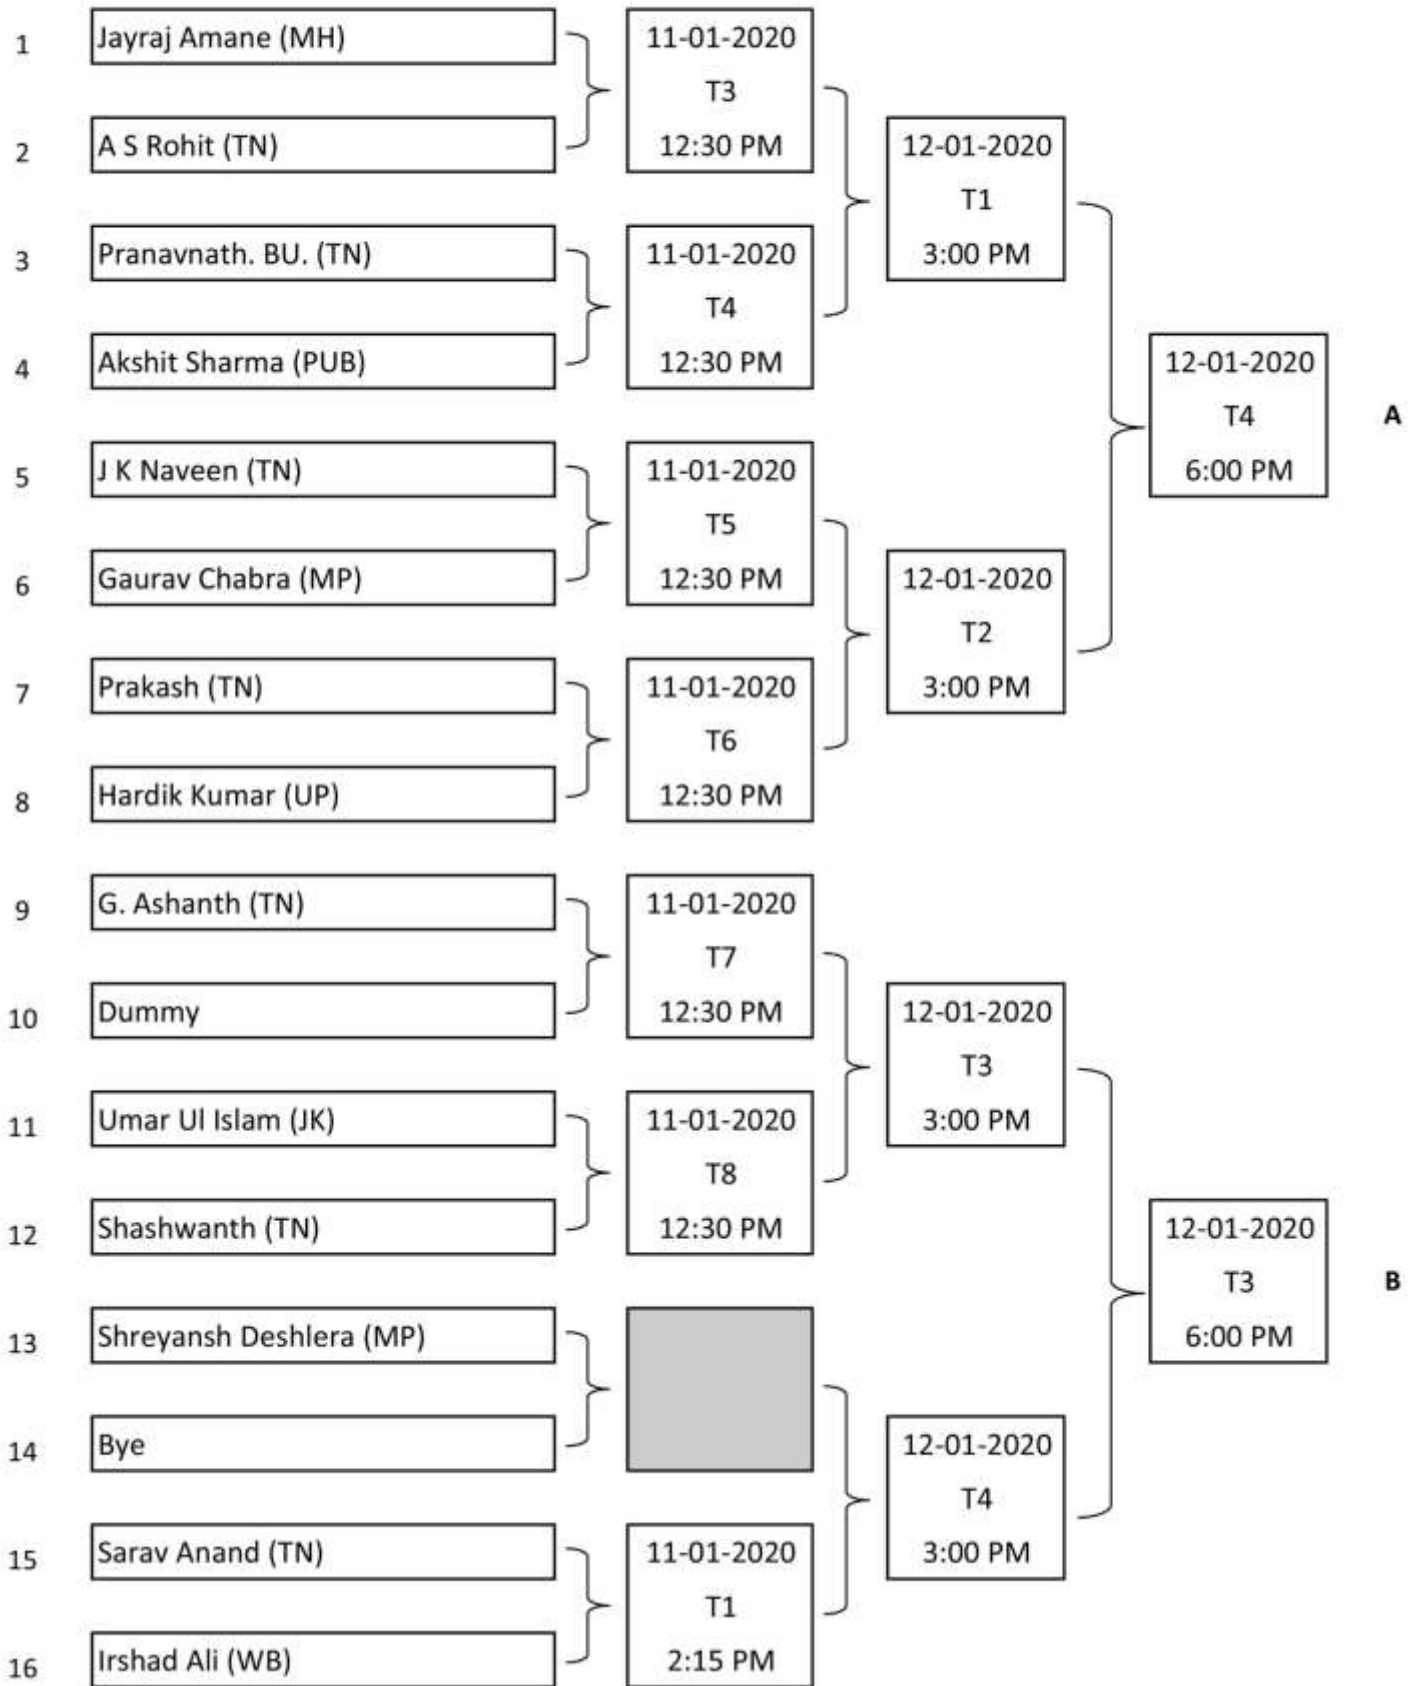 1 Jayraj Amane (MH)
2 A S Rohit (TN)
11-01-2020
T3
12:30 PM
3 Pranavnath. BU. (TN)
4 Akshit Sharma (PUB)
11-01-2020
T4
12:30 PM
12-01-2020
T1
3:00 PM
5 J K Naveen (TN)
6 Gaurav Chabra (MP)
11-01-2020
T5
12:30 PM
7 Prakash (TN)
8 Hardik Kumar (UP)
11-01-2020
T6
12:30 PM
12-01-2020
T2
3:00 PM
12-01-2020
T4
6:00 PM
A
9 G. Ashanth (TN)
10 Dummy
11-01-2020
T7
12:30 PM
11 Umar Ul Islam (JK)
12 Shashwanth (TN)
11-01-2020
T8
12:30 PM
12-01-2020
T3
3:00 PM
13 Shreyansh Deshlera (MP)
14 Bye
15 Sarav Anand (TN)
16 Irshad Ali (WB)
11-01-2020
T1
2:15 PM
12-01-2020
T4
3:00 PM
12-01-2020
T3
6:00 PM
B